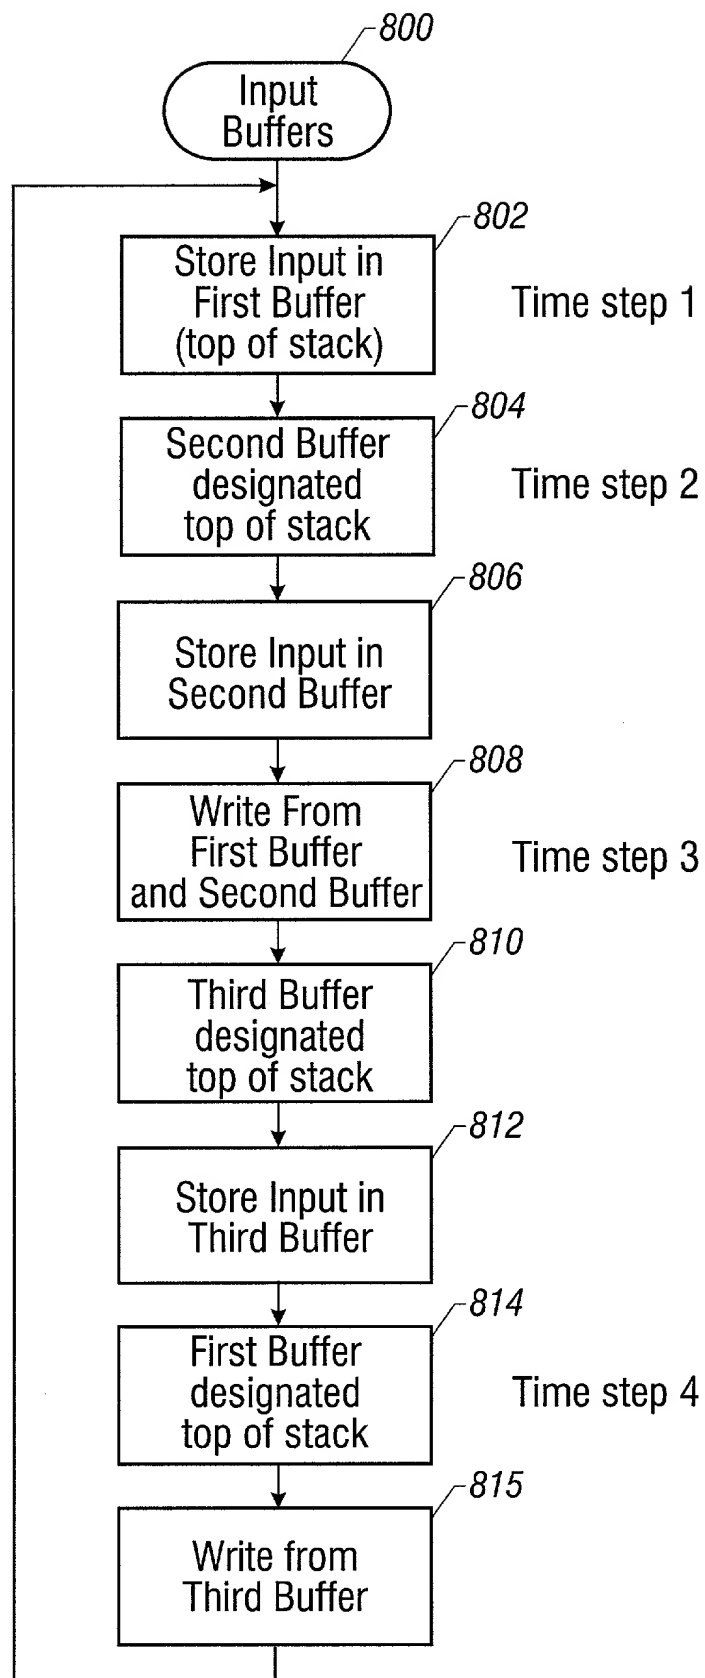 800
Input
Buffers
802
Store Input in
First Buffer
(top of stack)
Time step 1
804
Second Buffer
designated
top of stack
Time step 2
806
Store Input in
Second Buffer
808
Write From
First Buffer
and Second Buffer
Time step 3
810
Third Buffer
designated
top of stack
812
Store Input in
Third Buffer
814
First Buffer
designated
top of stack
Time step 4
815
Write from
Third Buffer